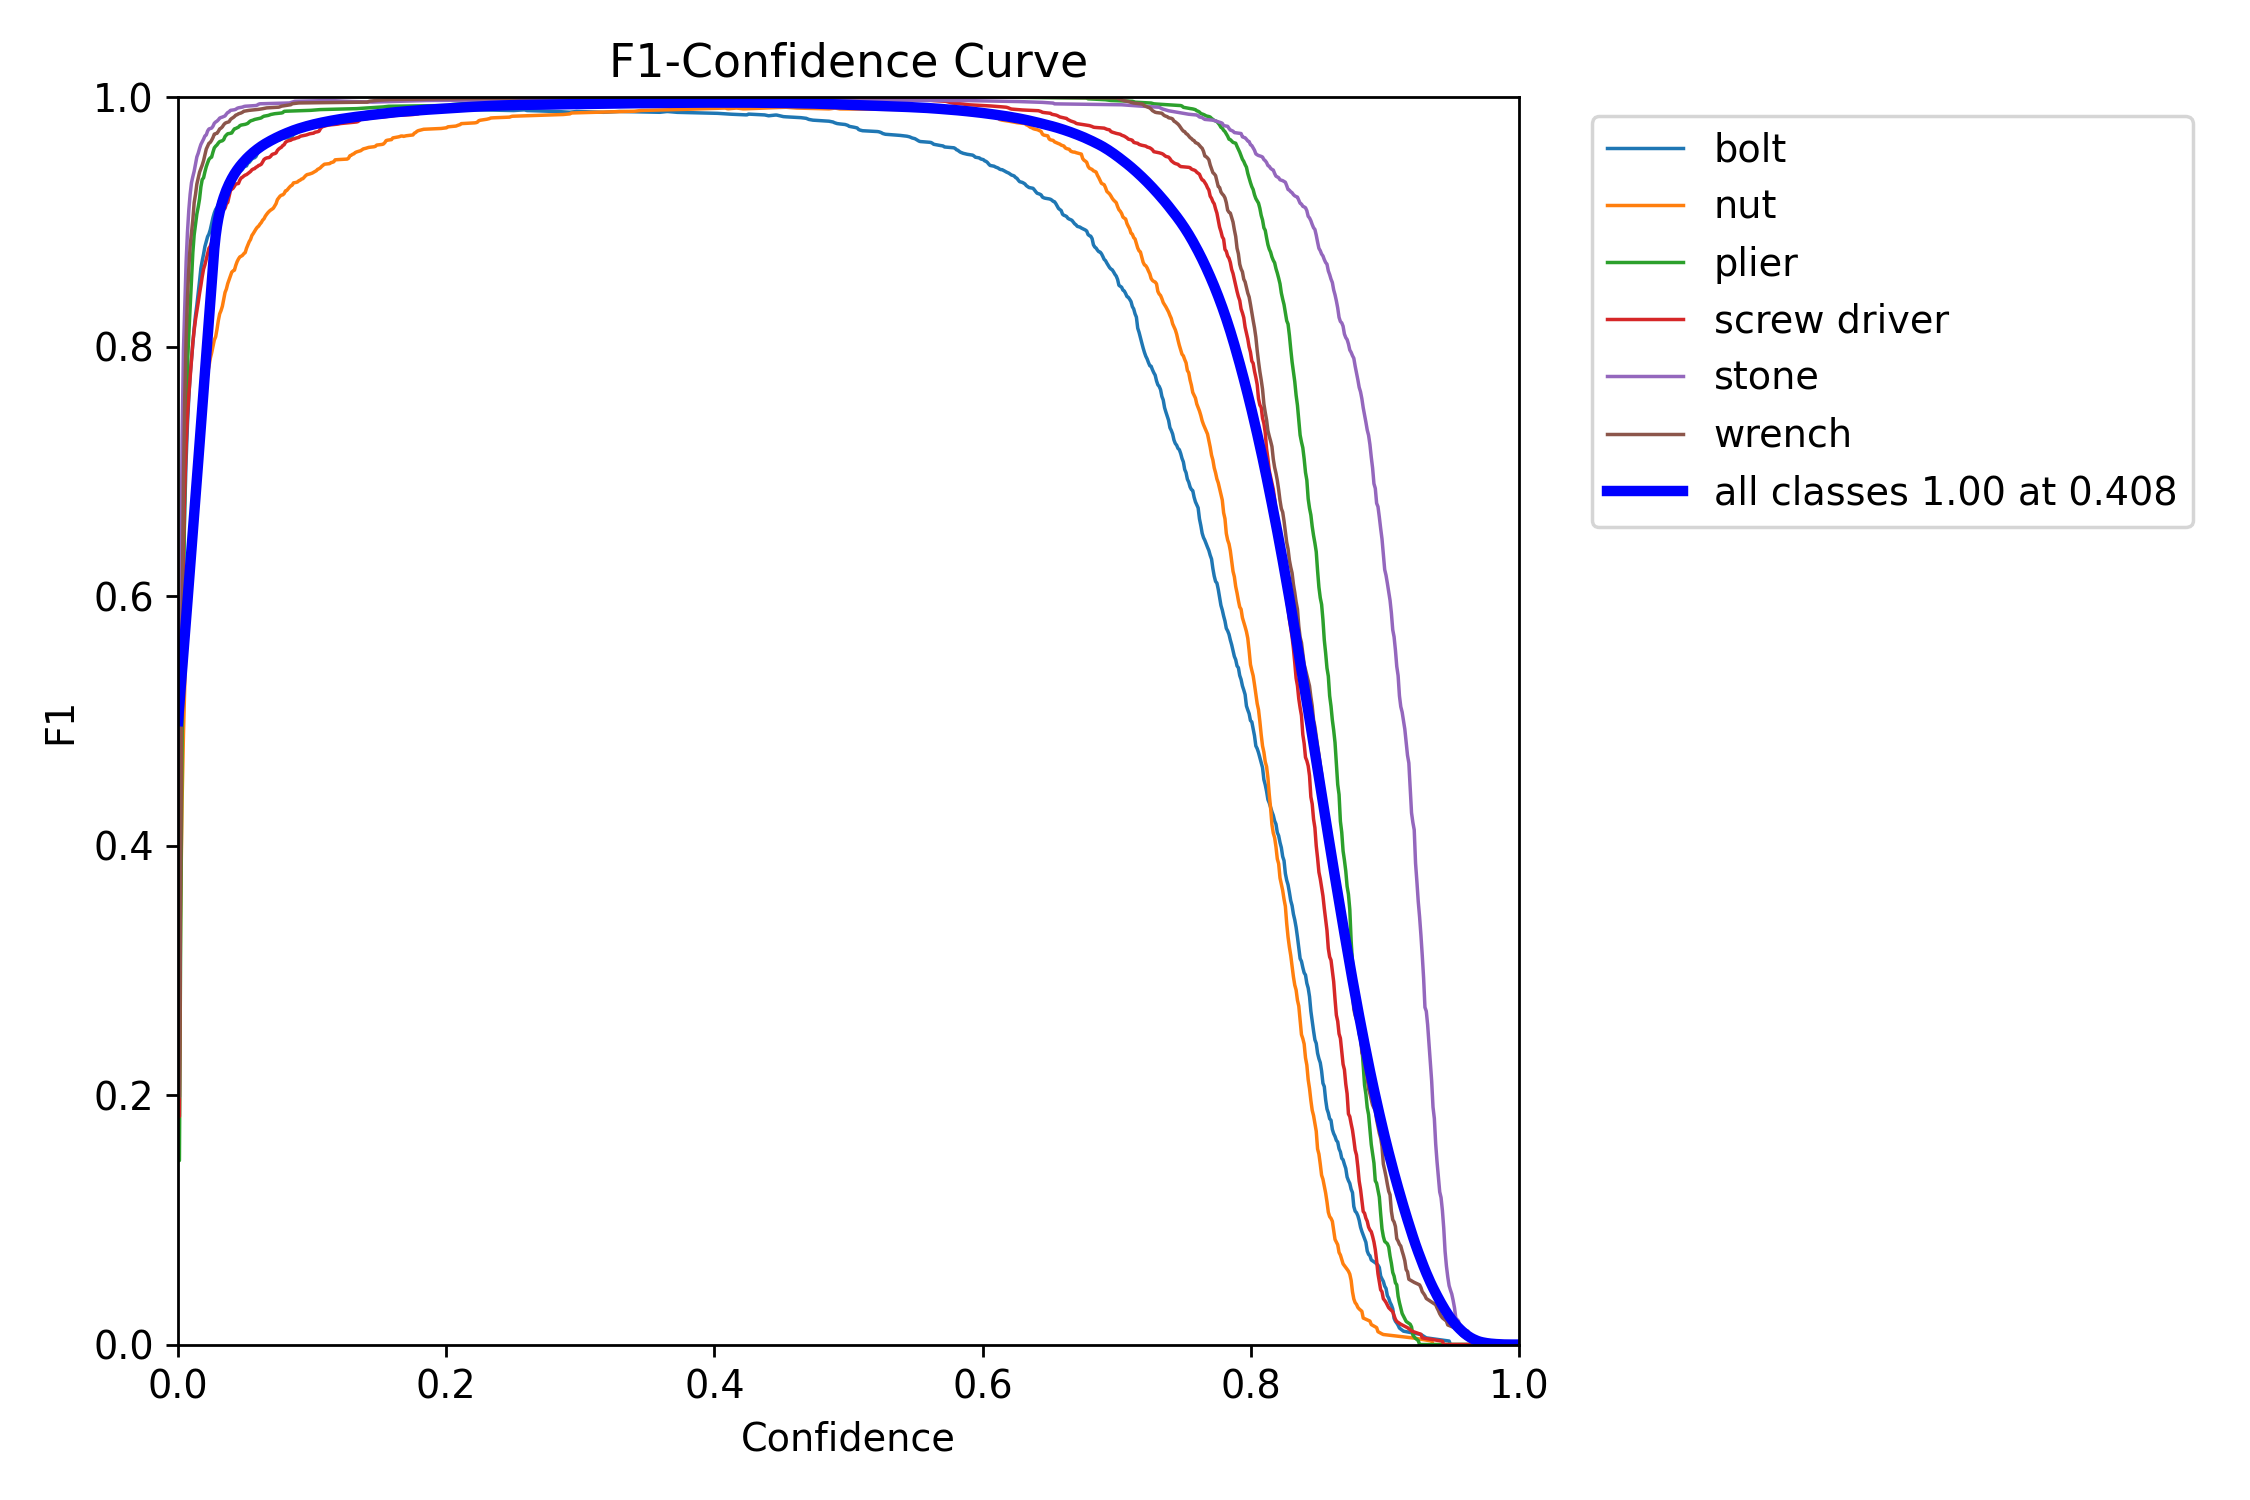 F1-Confidence Curve
1.0
0.8
0.6
0.4
0.2
0.0
F1
0.0 0.2 0.4 0.6 0.8 1.0
Confidence
bolt
nut
plier
screw driver
stone
wrench
all classes 1.00 at 0.408